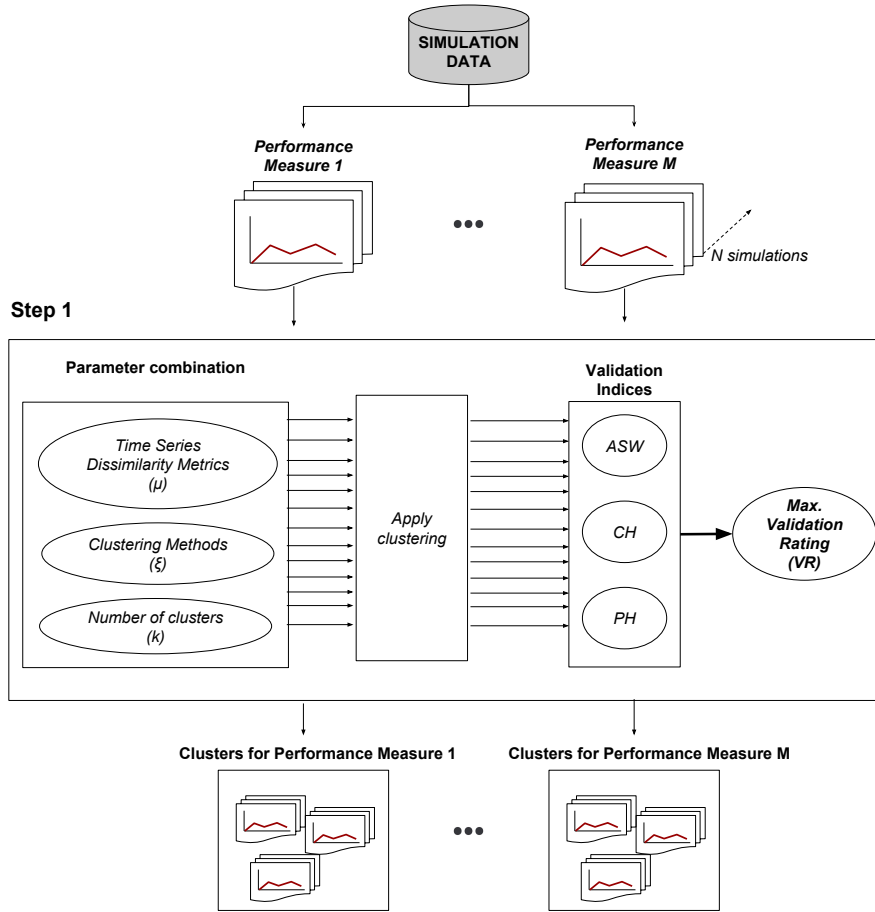 SIMULATION
DATA
Performance
Measure 1
Performance
Measure M
N simulations
Step 1
Parameter combination
Validation
Indices
Time Series
Dissimilarity Metrics
(μ)
Clustering Methods
(ξ)
Number of clusters
(k)
Apply
clustering
ASW
CH
PH
Max.
Validation
Rating
(VR)
Clusters for Performance Measure 1
Clusters for Performance Measure M